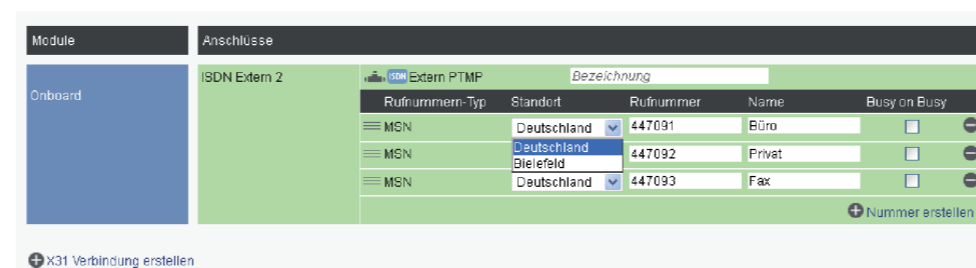 Module Anschlüsse
Onboard
ISDN Extern 2
ISDN Extern PTMP Bezeichnung
Rufnummern-Typ Standort Rufnummer Name Busy on Busy
MSN Deutschland 447091 Büro
Deutschland
MSN 447092 Privat
Bielefeld
MSN Deutschland 447093 Fax
Nummer erstellen
X31 Verbindung erstellen